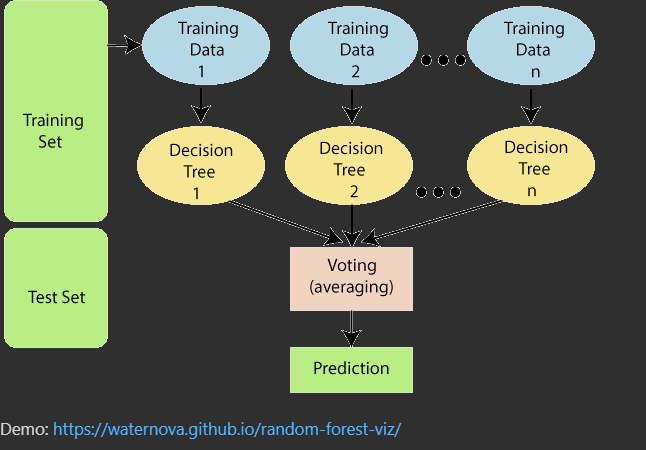 Training
Set
Test Set
Training
Data
1
Training
Data
2
Training
Data
n
Decision
Tree
1
Decision
Tree
2
Decision
Tree
n
Voting
(averaging)
Prediction
Demo: https://waternova.github.io/random-forest-viz/